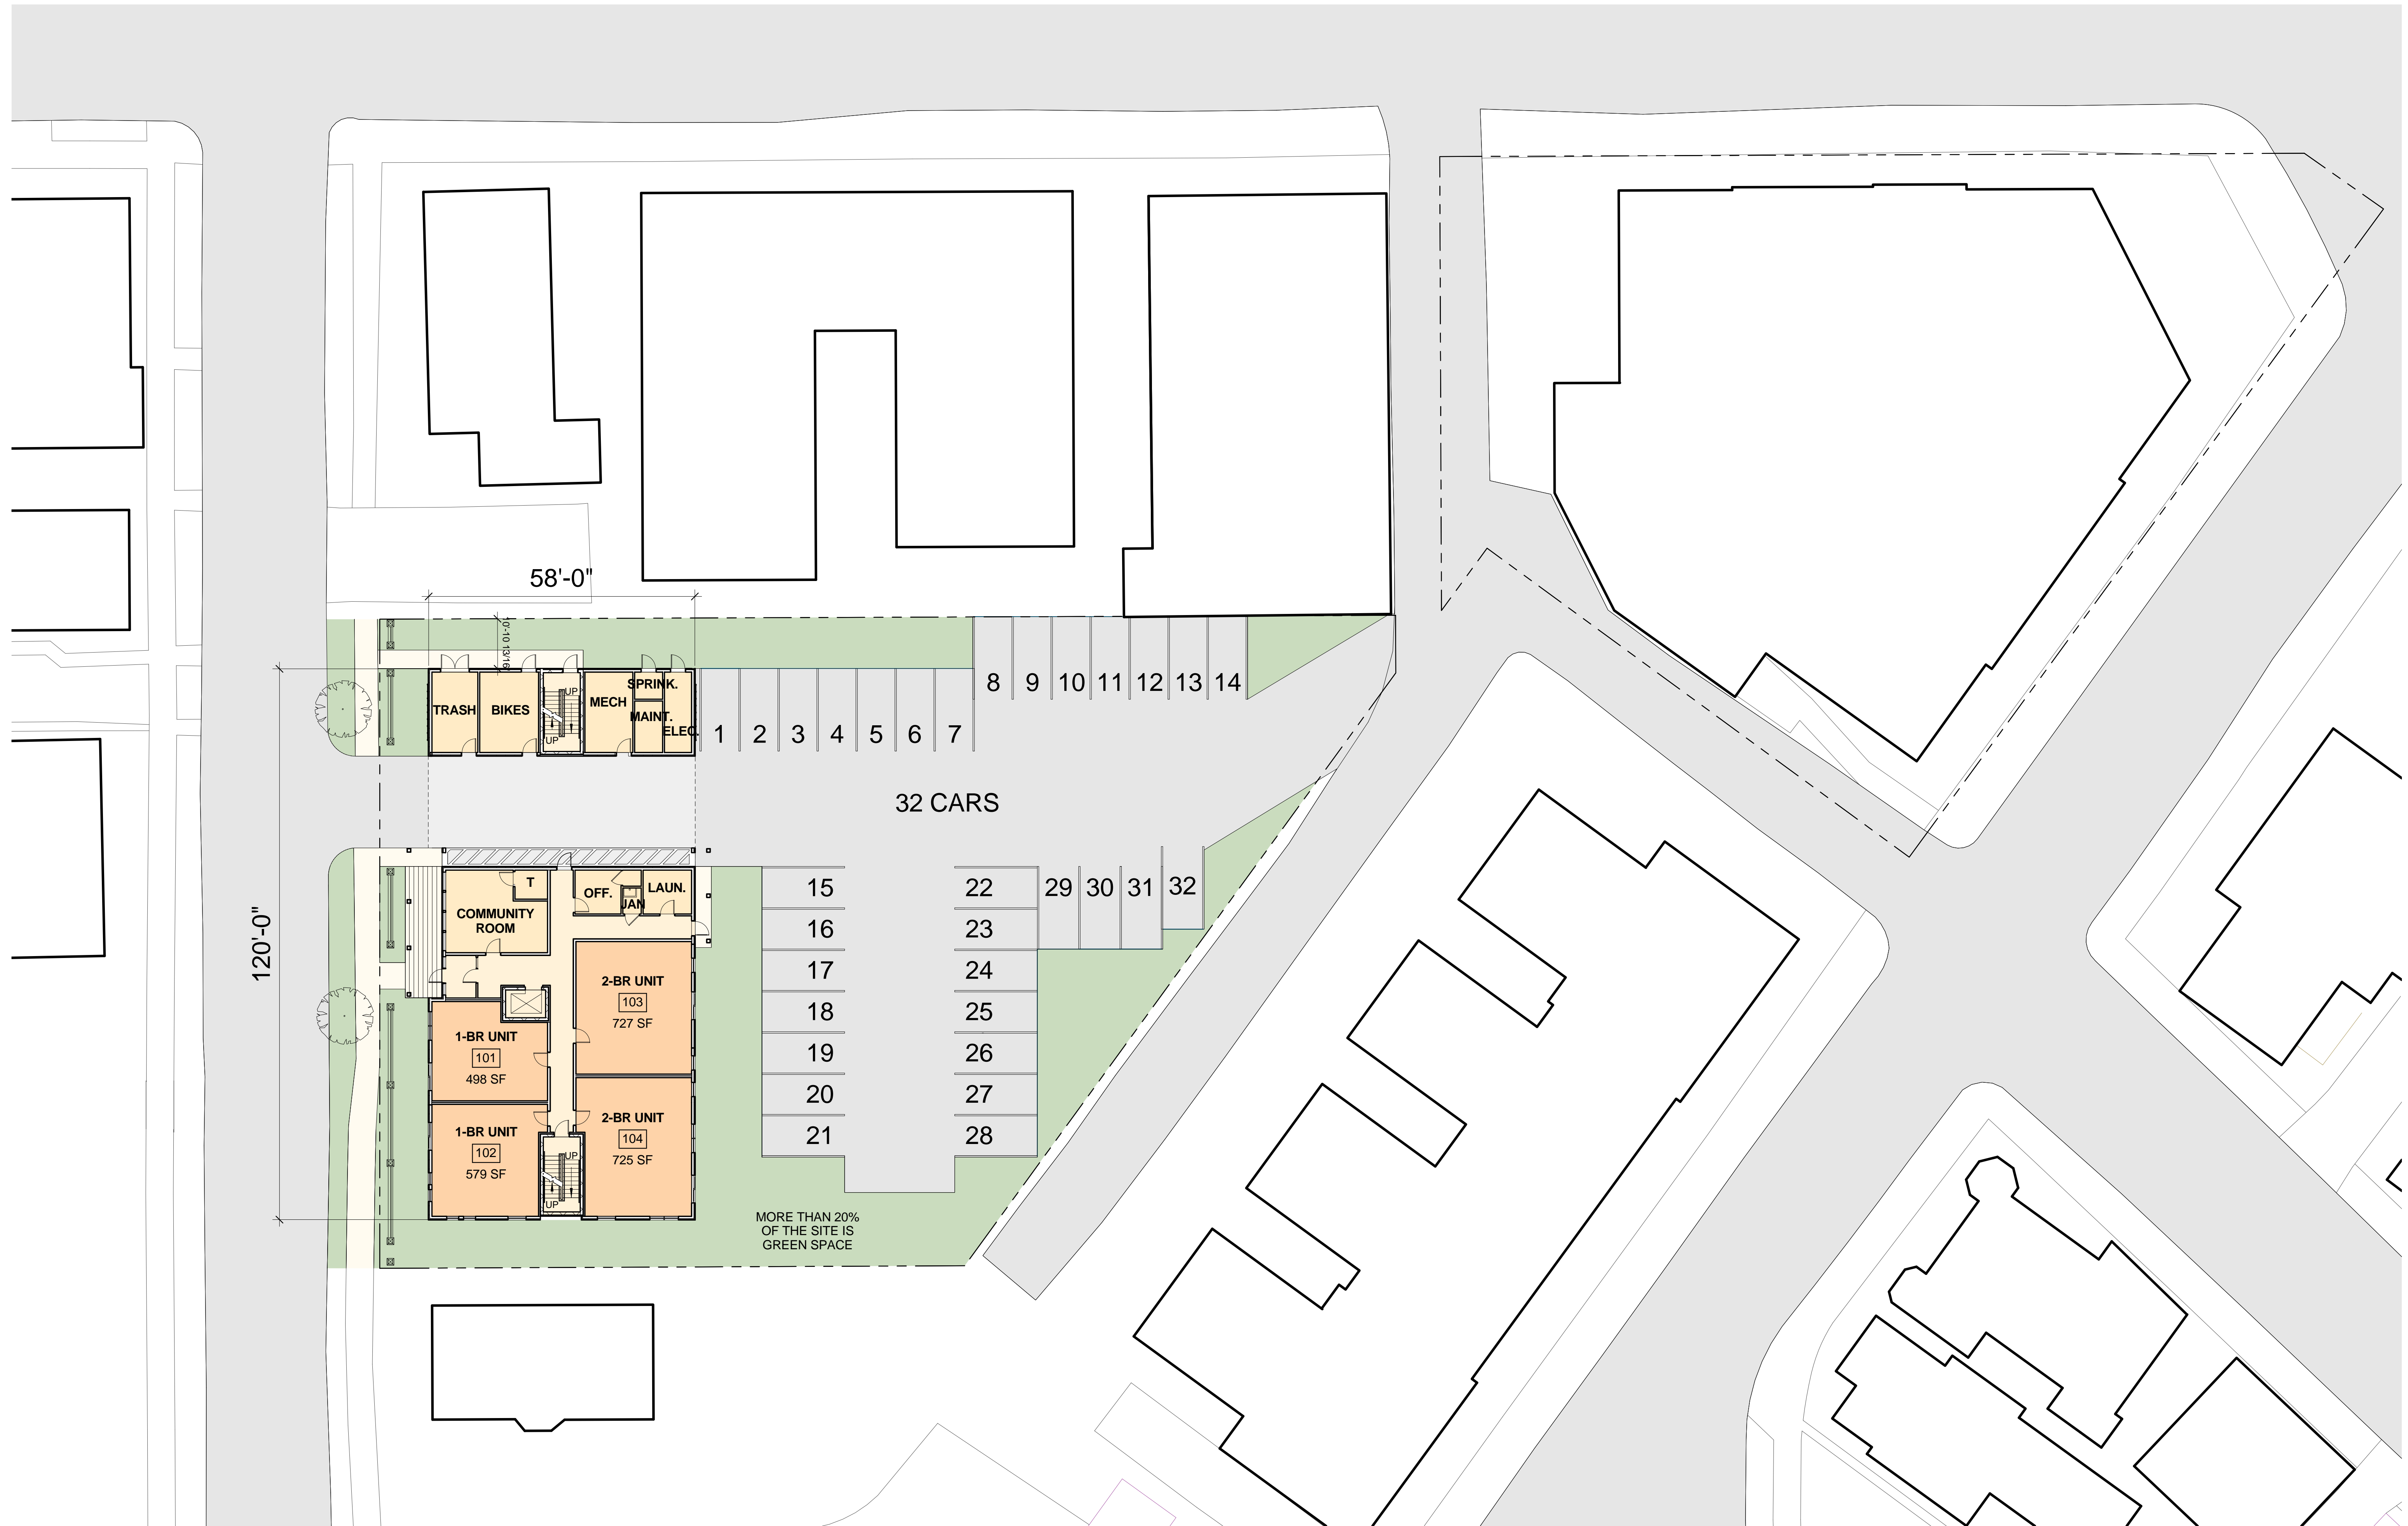 58'-0"
10'-10 13/16"
SPRINK.
UP
TRASH
BIKES
MECH
MAINT.
ELEC.
UP
8 9 10 11 12 13 14
1 2 3 4 5 6 7
32 CARS
120'-0"
T
OFF.
LAUN.
JAN
COMMUNITY
ROOM
2-BR UNIT
103
727 SF
1-BR UNIT
101
498 SF
2-BR UNIT
104
725 SF
1-BR UNIT
102
579 SF
UP
UP
15 22 29 30 31 32
16 23
17 24
18 25
19 26
20 27
21 28
MORE THAN 20%
OF THE SITE IS
GREEN SPACE